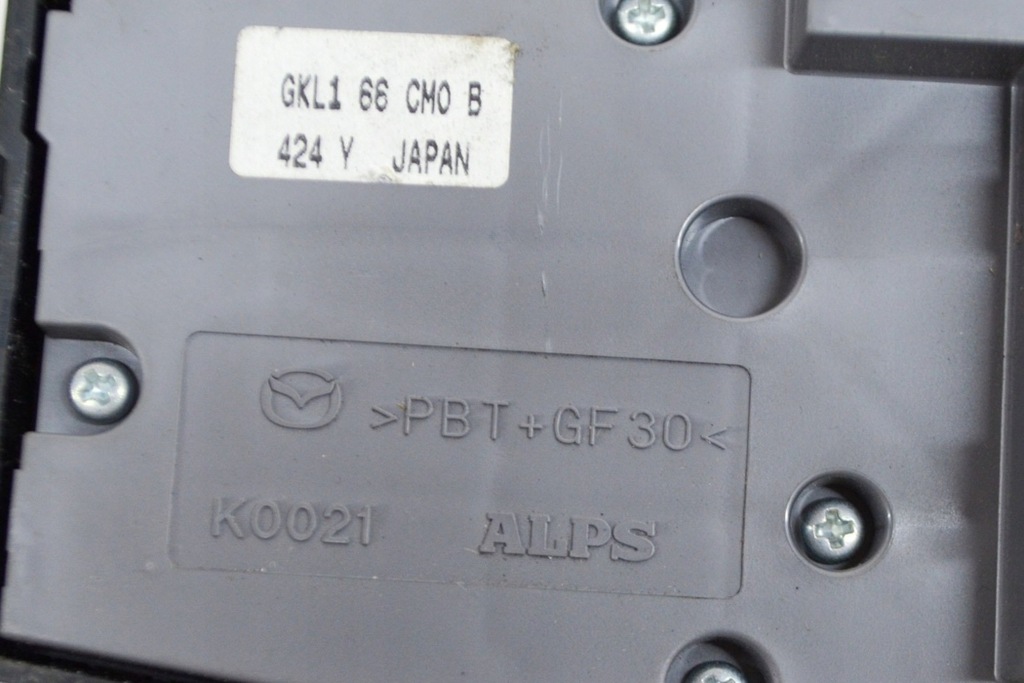 GKL1 66 CM0 B
424 Y JAPAN
>PBT+GF30<
K0021 ALPS